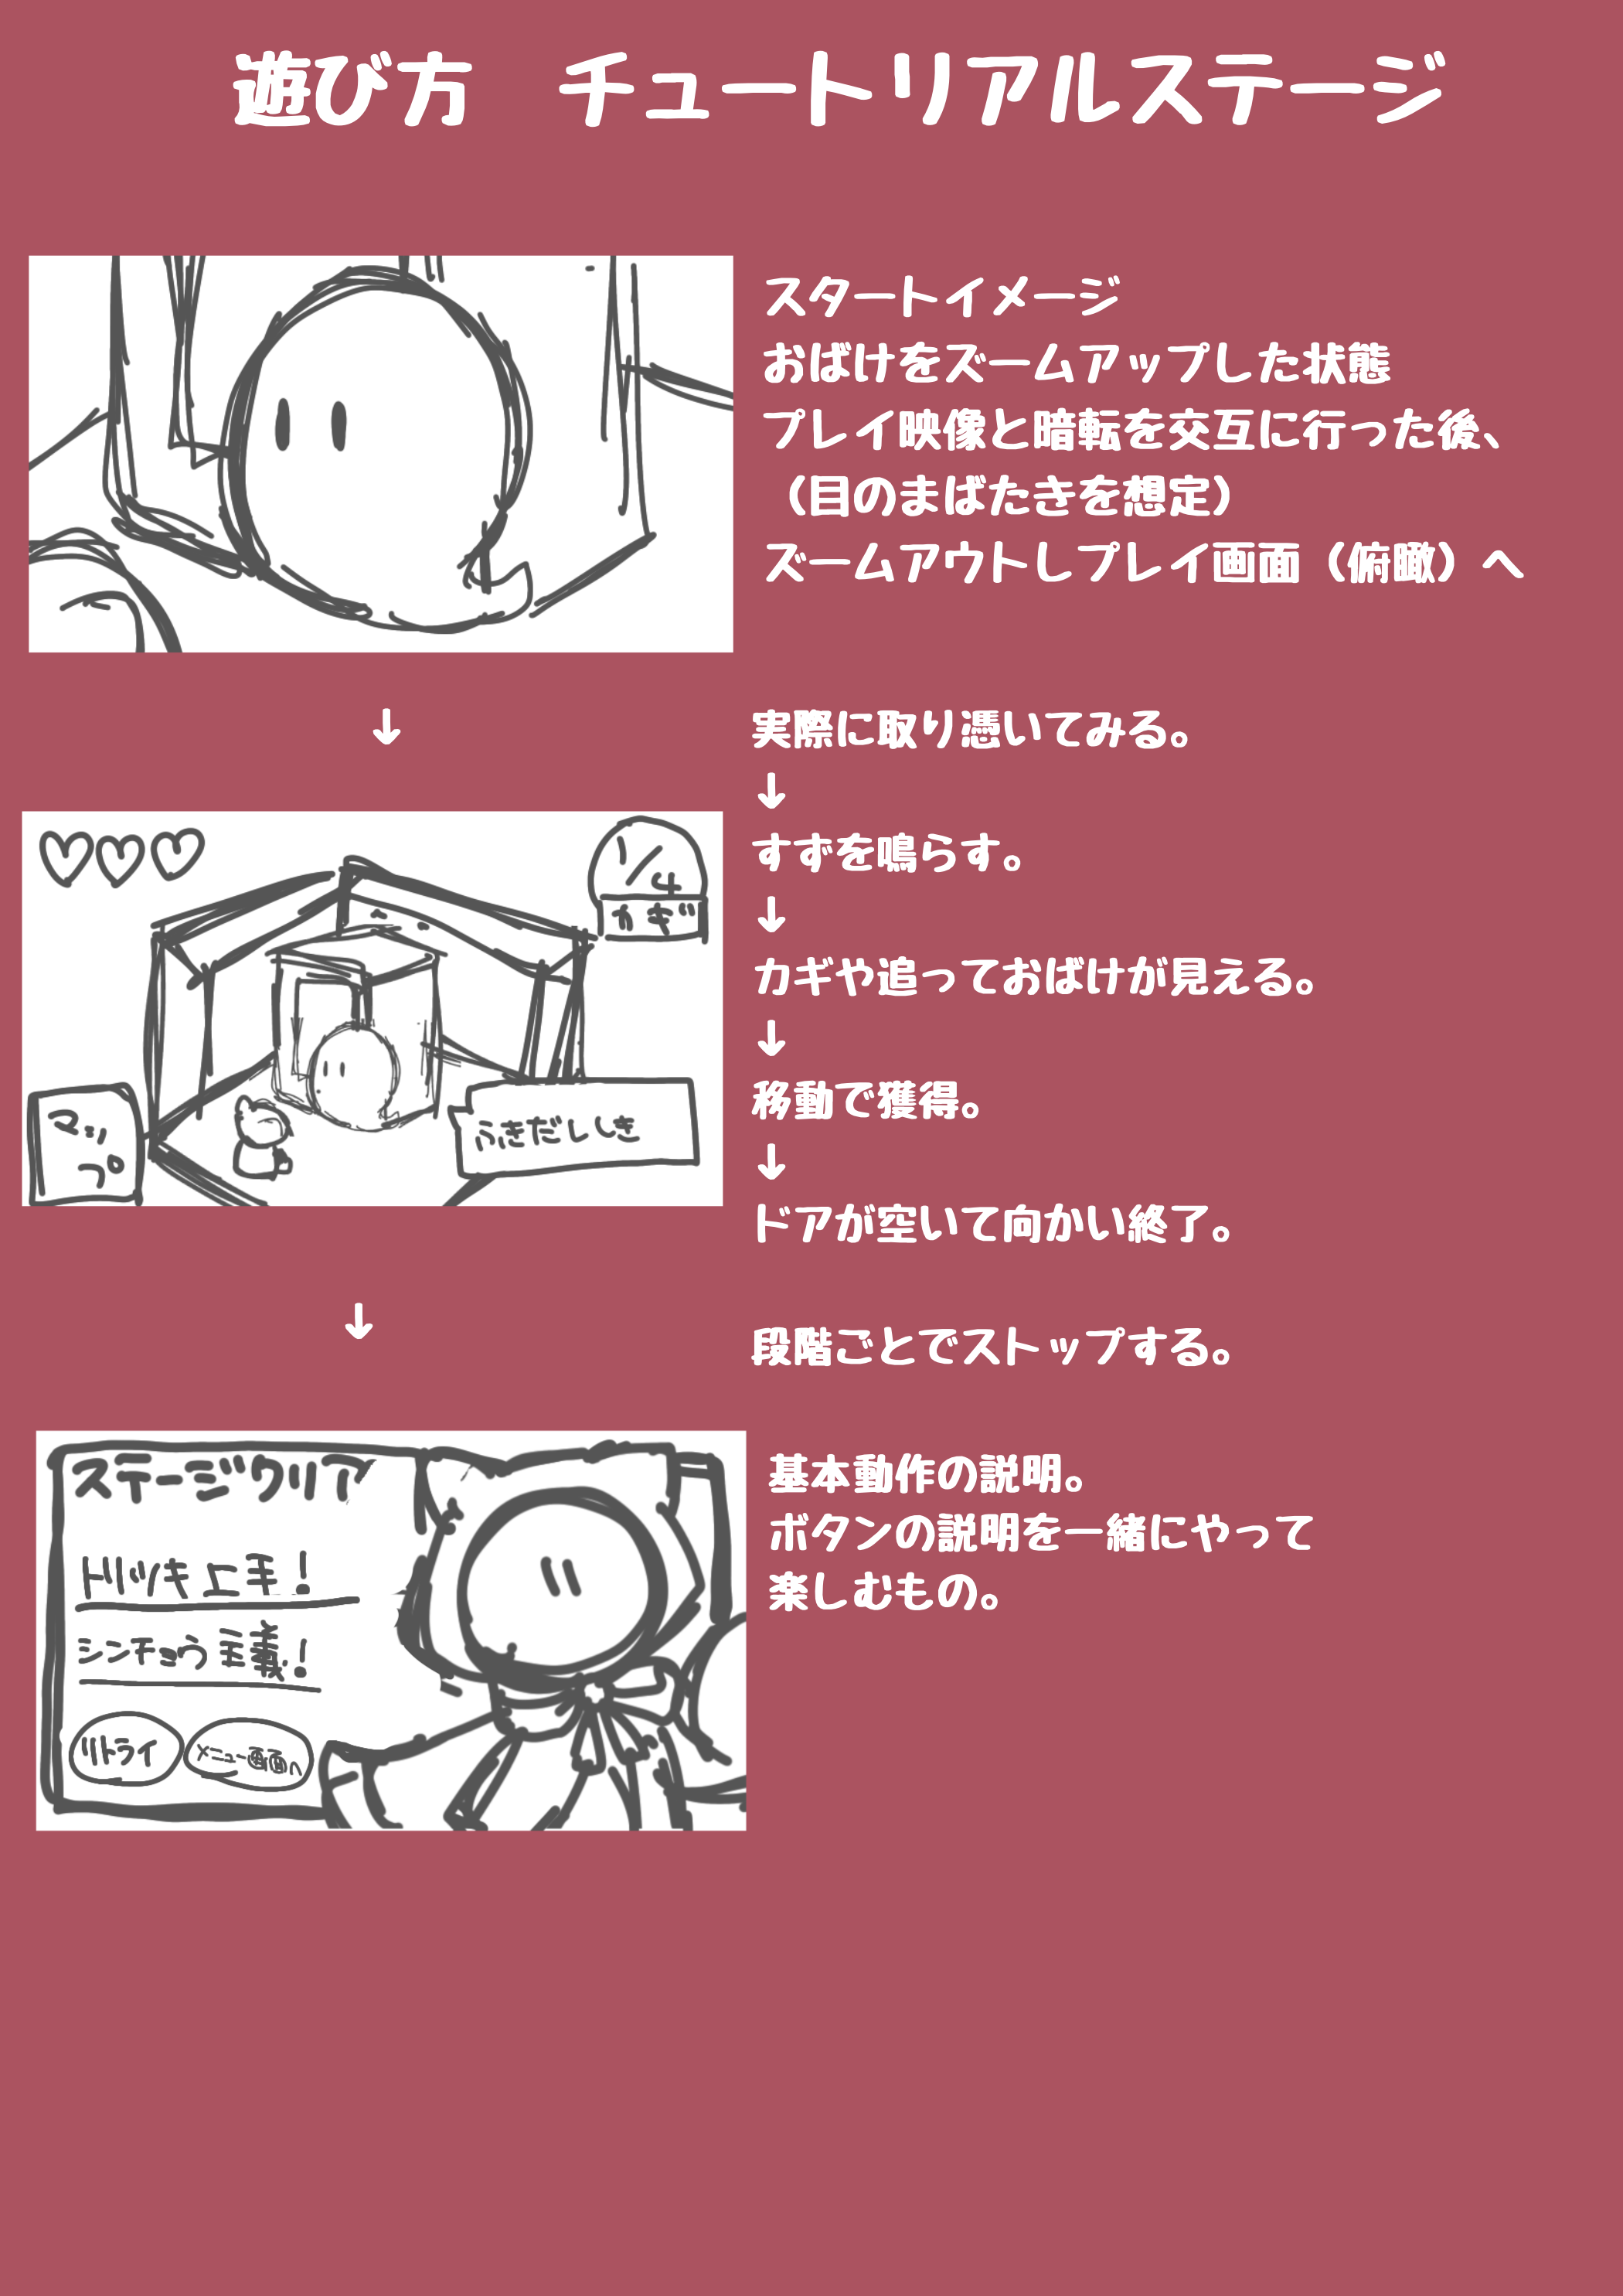 遊び方　チュートリアルステージ
スタートイメージ
おばけをズームアップした状態
プレイ映像と暗転を交互に行った後、
（目のまばたきを想定）
ズームアウトしプレイ画面（俯瞰）へ
↓
実際に取り憑いてみる。
↓
すずを鳴らす。
↓
カギや追っておばけが見える。
↓
移動で獲得。
↓
ドアが空いて向かい終了。
1/4
カギ
マップ
ふきだししき
↓
段階ごとでストップする。
ステージクリア
トリツキ上手！
シンチョウ主義！
リトライ
メニュー画面へ
基本動作の説明。
ボタンの説明を一緒にやって
楽しむもの。